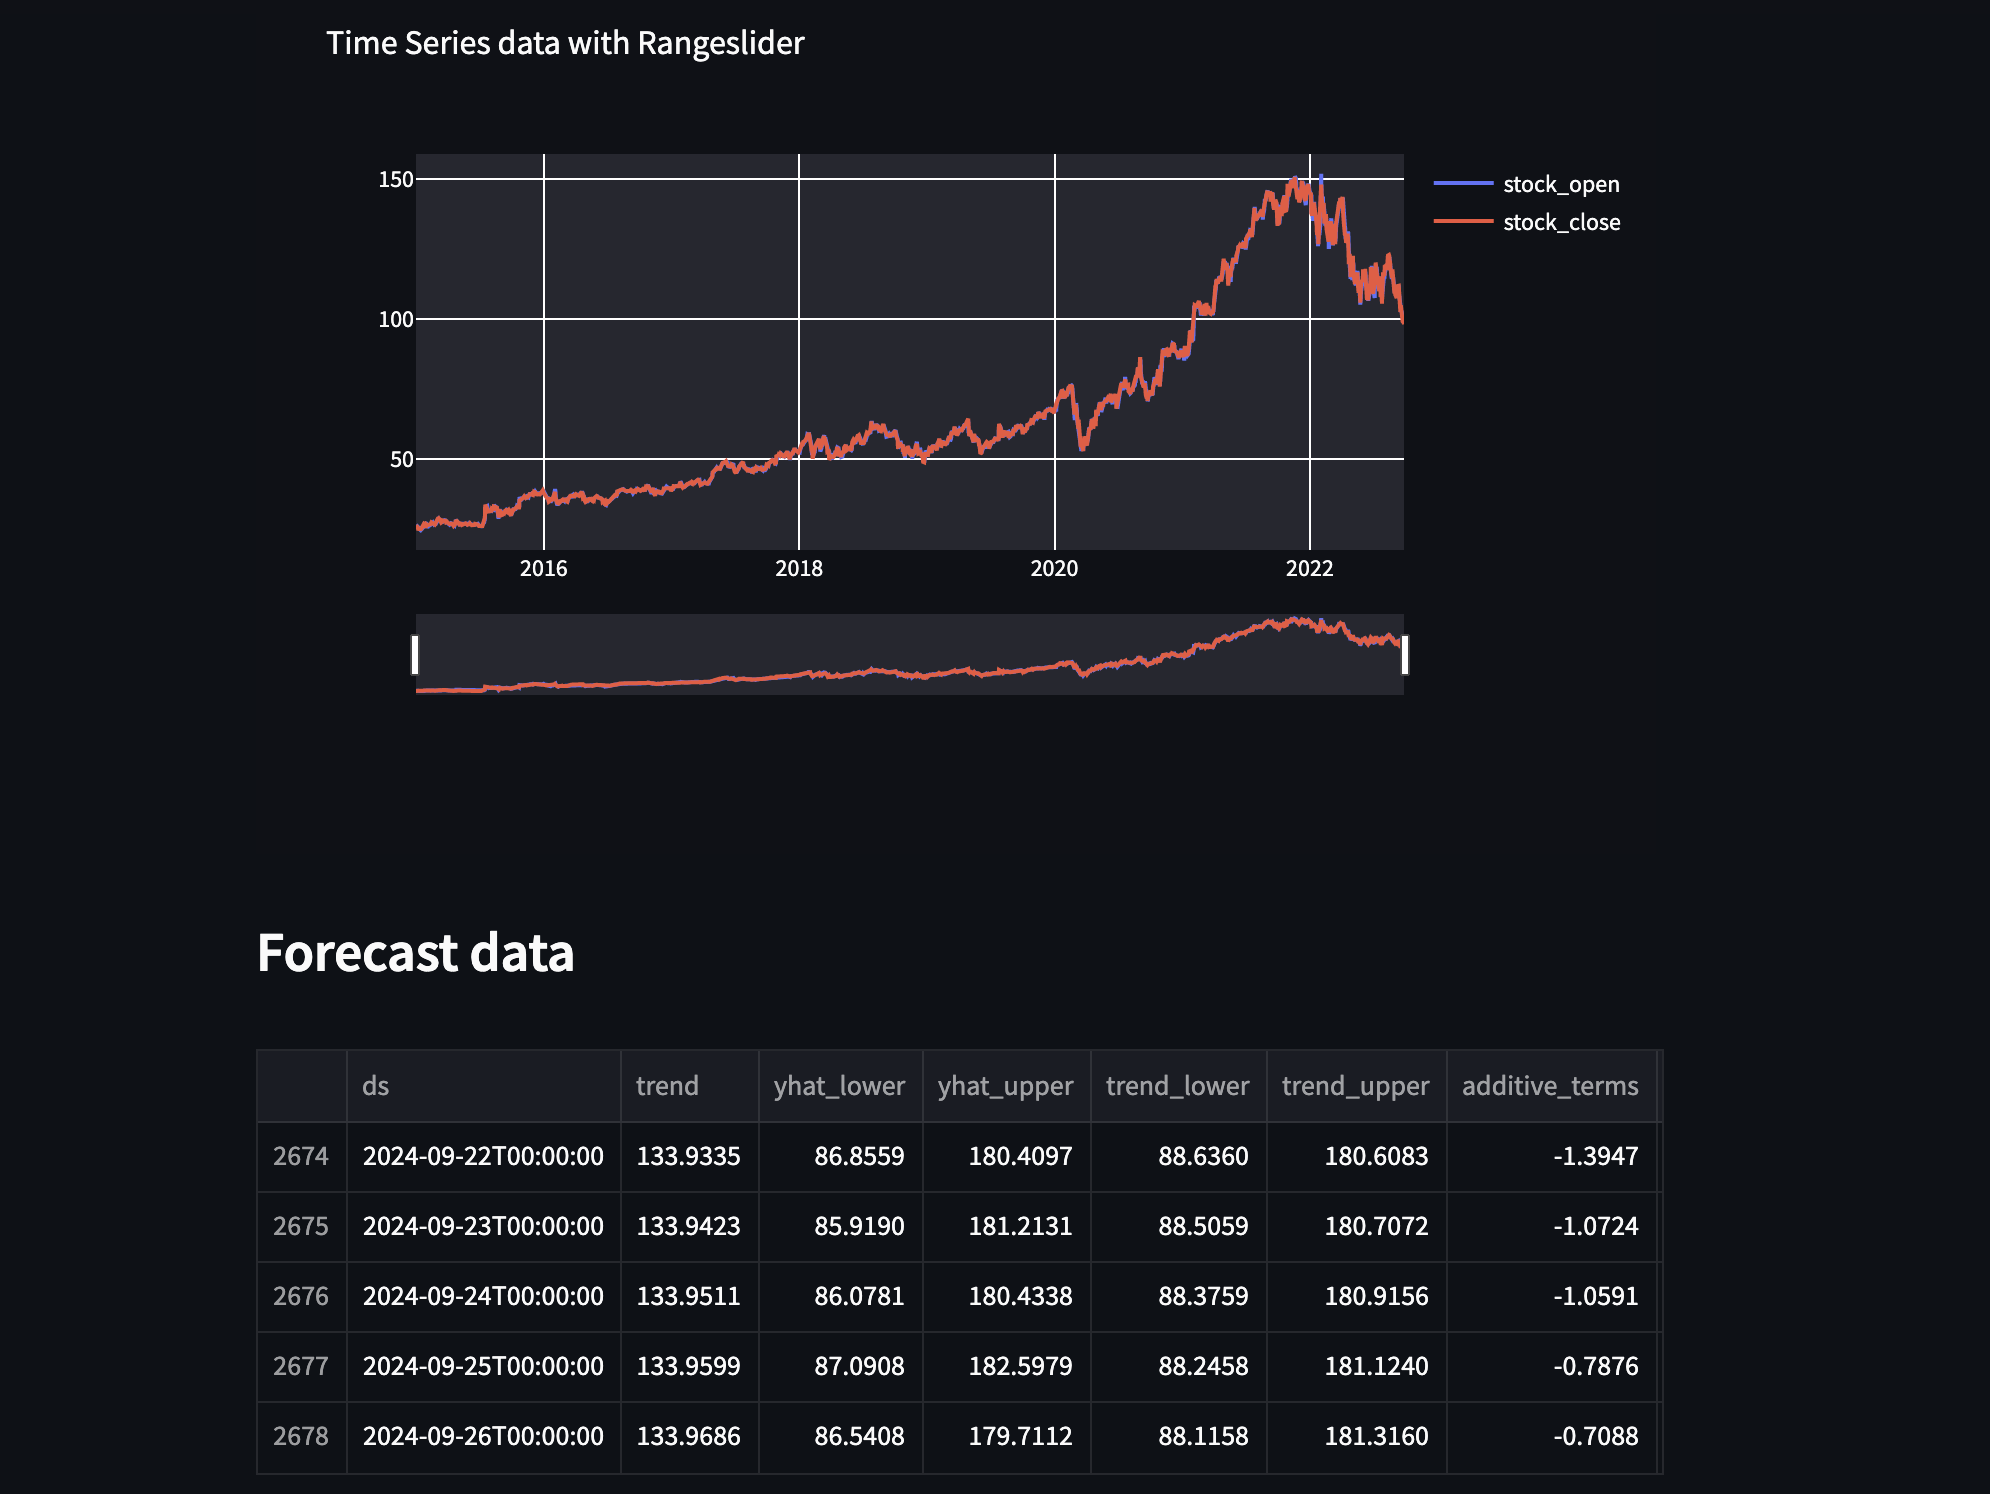 Time Series data with Rangeslider
150
100
50
stock_open
stock_close
2016 2018 2020 2022
Forecast data
ds trend yhat_lower yhat_upper trend_lower trend_upper additive_terms
2674 2024-09-22T00:00:00 133.9335 86.8559 180.4097 88.6360 180.6083 -1.3947
2675 2024-09-23T00:00:00 133.9423 85.9190 181.2131 88.5059 180.7072 -1.0724
2676 2024-09-24T00:00:00 133.9511 86.0781 180.4338 88.3759 180.9156 -1.0591
2677 2024-09-25T00:00:00 133.9599 87.0908 182.5979 88.2458 181.1240 -0.7876
2678 2024-09-26T00:00:00 133.9686 86.5408 179.7112 88.1158 181.3160 -0.7088